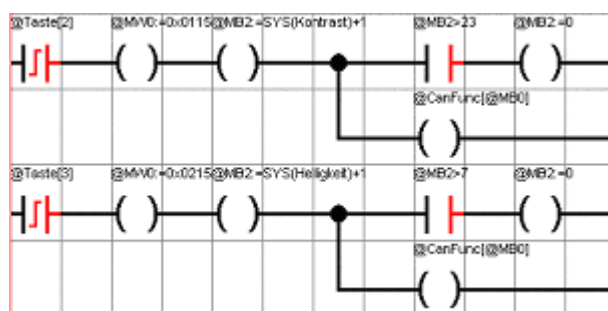 @Taste[2] @MW0:=0x0115 @MB2:=SYS(Kontrast)+1 @MB2>23 @MB2:=0
@CanFunc[@MB0]
@Taste[3] @MW0:=0x0215 @MB2:=SYS(Helligkeit)+1 @MB2>7 @MB2:=0
@CanFunc[@MB0]